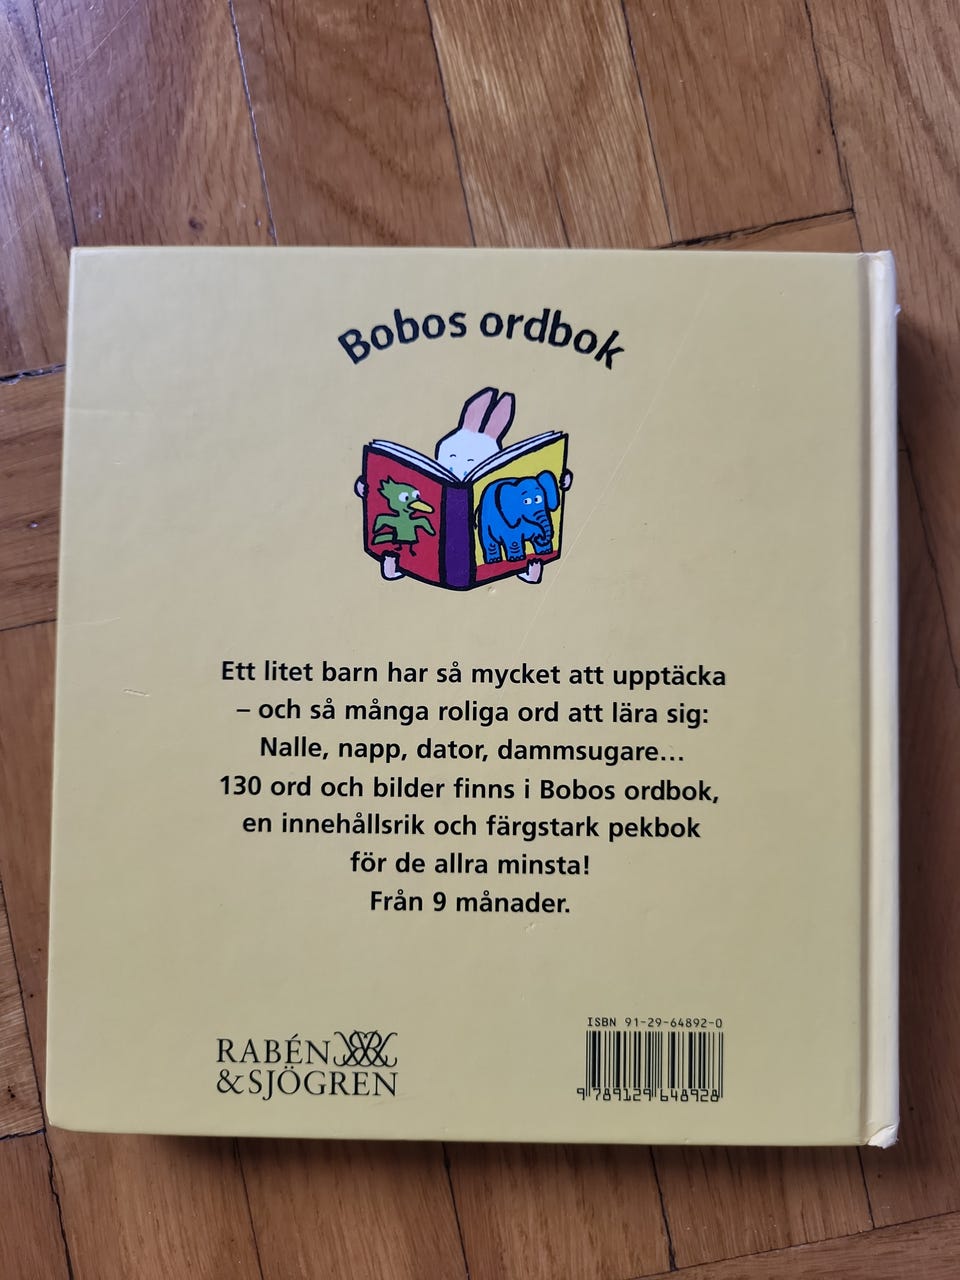 Bobos ordbok
Ett litet barn har så mycket att upptäcka
– och så många roliga ord att lära sig:
Nalle, napp, dator, dammsugare...
130 ord och bilder finns i Bobos ordbok,
en innehållsrik och färgstark pekbok
för de allra minsta!
Från 9 månader.
RABÉN
&SJÖGREN
ISBN 91-29-64892-0
9 789129 648928